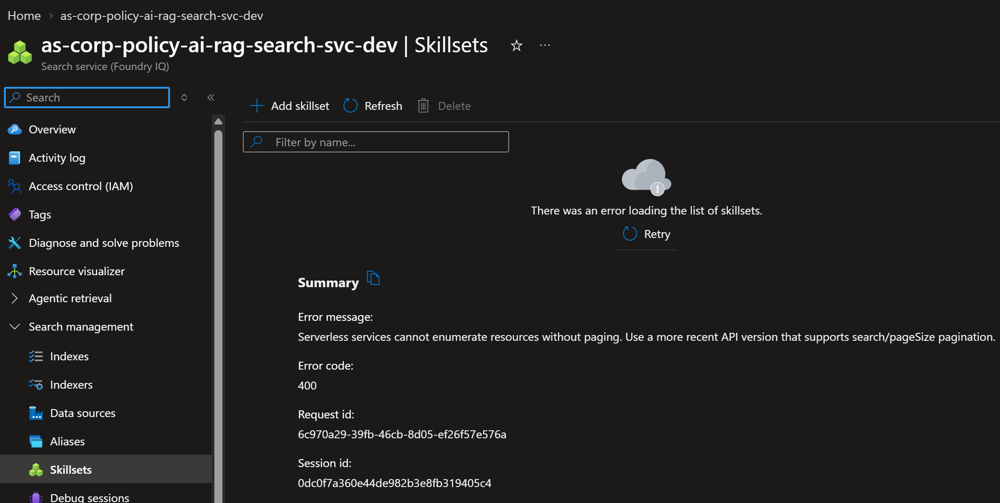 Home > as-corp-policy-ai-rag-search-svc-dev
as-corp-policy-ai-rag-search-svc-dev | Skillsets
Search service (Foundry IQ)
Search
Overview
Activity log
Access control (IAM)
Tags
Diagnose and solve problems
Resource visualizer
Agentic retrieval
Search management
Indexes
Indexers
Data sources
Aliases
Skillsets
Debug sessions
Add skillset
Refresh
Delete
Filter by name...
There was an error loading the list of skillsets.
Retry
Summary
Error message:
Serverless services cannot enumerate resources without paging. Use a more recent API version that supports search/pageSize pagination.
Error code:
400
Request id:
6c970a29-39fb-46cb-8d05-ef26f57e576a
Session id:
0dc0f7a360e44de982b3e8fb319405c4